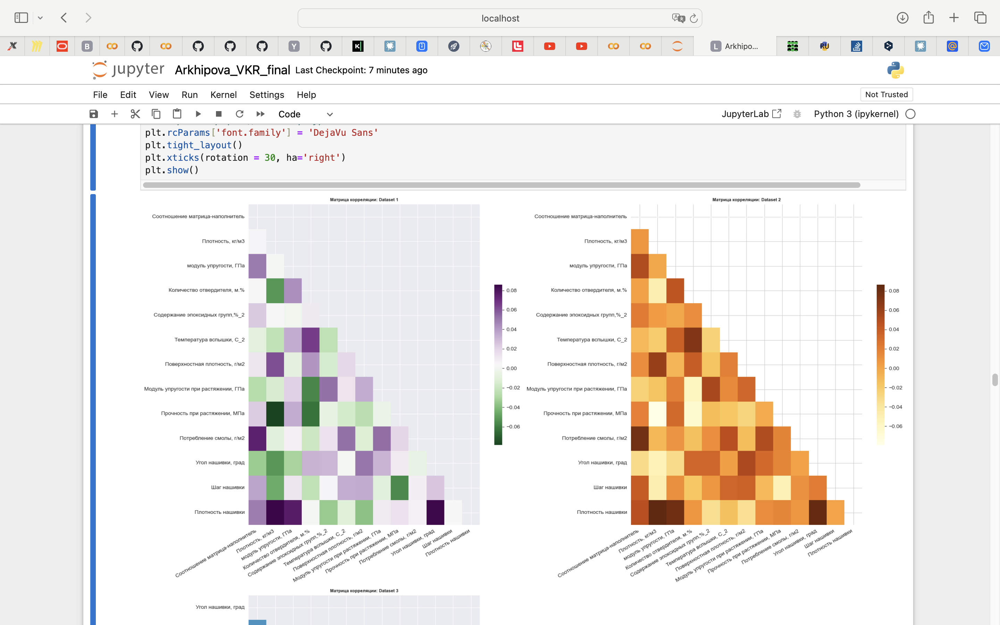 localhost
B
Y
K
L
Arkhipo...
RU
jupyter
Arkhipova_VKR_final
Last Checkpoint: 7 minutes ago
File Edit View Run Kernel Settings Help
Not Trusted
Code
JupyterLab
Python 3 (ipykernel)
plt.rcParams['font.family'] = 'DejaVu Sans'
plt.tight_layout()
plt.xticks(rotation = 30, ha='right')
plt.show()
Матрица корреляции: Dataset 1
Соотношение матрица-наполнитель
Плотность, кг/м3
модуль упругости, ГПа
Количество отвердителя, м.%
Содержание эпоксидных групп,%_2
Температура вспышки, С_2
Поверхностная плотность, г/м2
Модуль упругости при растяжении, ГПа
Прочность при растяжении, МПа
Потребление смолы, г/м2
Угол нашивки, град
Шаг нашивки
Плотность нашивки
Соотношение матрица-наполнитель
Плотность, кг/м3
модуль упругости, ГПа
Количество отвердителя, м.%
Содержание эпоксидных групп,%_2
Температура вспышки, С_2
Поверхностная плотность, г/м2
Модуль упругости при растяжении, ГПа
Прочность при растяжении, МПа
Потребление смолы, г/м2
Угол нашивки, град
Шаг нашивки
Плотность нашивки
0.08
0.06
0.04
0.02
0.00
−0.02
−0.04
−0.06
Матрица корреляции: Dataset 2
Соотношение матрица-наполнитель
Плотность, кг/м3
модуль упругости, ГПа
Количество отвердителя, м.%
Содержание эпоксидных групп,%_2
Температура вспышки, С_2
Поверхностная плотность, г/м2
Модуль упругости при растяжении, ГПа
Прочность при растяжении, МПа
Потребление смолы, г/м2
Угол нашивки, град
Шаг нашивки
Плотность нашивки
Соотношение матрица-наполнитель
Плотность, кг/м3
модуль упругости, ГПа
Количество отвердителя, м.%
Содержание эпоксидных групп,%_2
Температура вспышки, С_2
Поверхностная плотность, г/м2
Модуль упругости при растяжении, ГПа
Прочность при растяжении, МПа
Потребление смолы, г/м2
Угол нашивки, град
Шаг нашивки
Плотность нашивки
0.08
0.06
0.04
0.02
0.00
−0.02
−0.04
−0.06
Матрица корреляции: Dataset 3
Угол нашивки, град